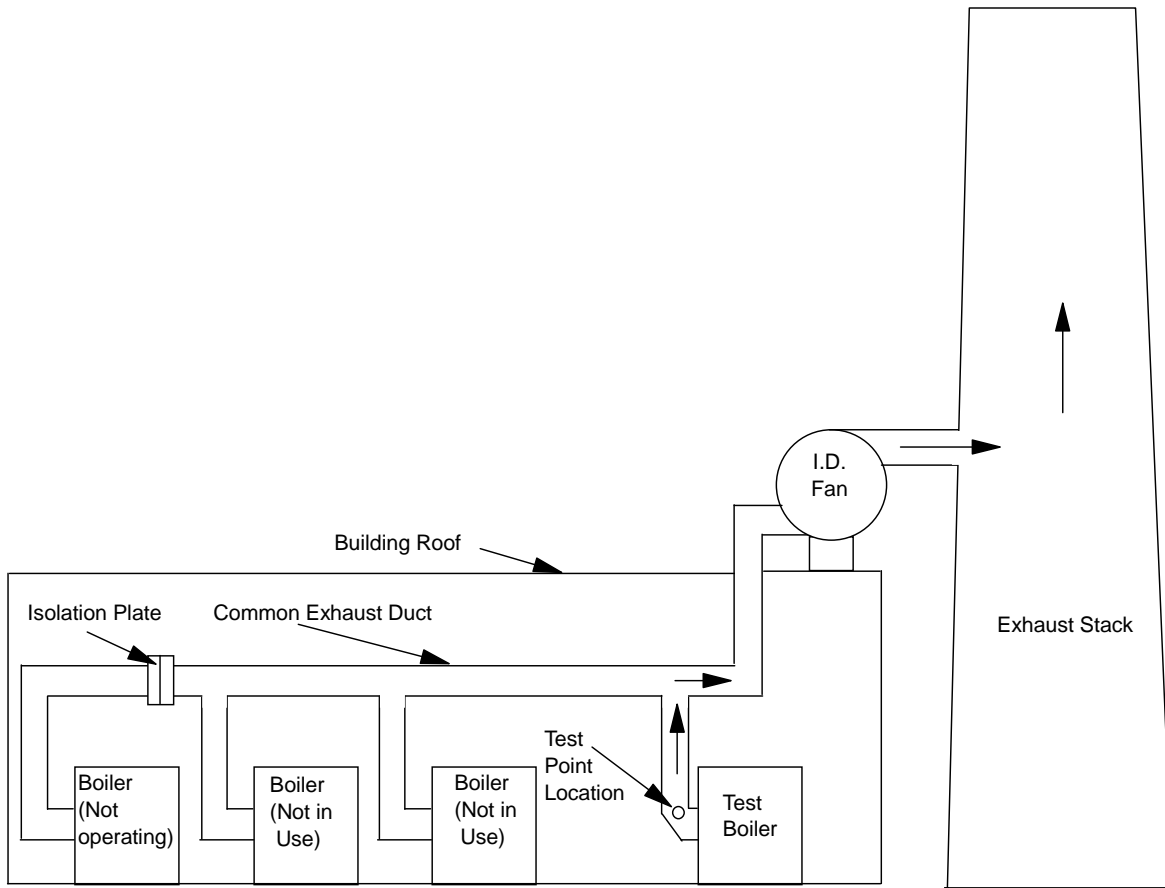 I.D.
Fan
Building Roof
Isolation Plate
Common Exhaust Duct
Exhaust Stack
Test
Point
Location
Boiler
(Not
operating)
Boiler
(Not in
Use)
Boiler
(Not in
Use)
Test
Boiler